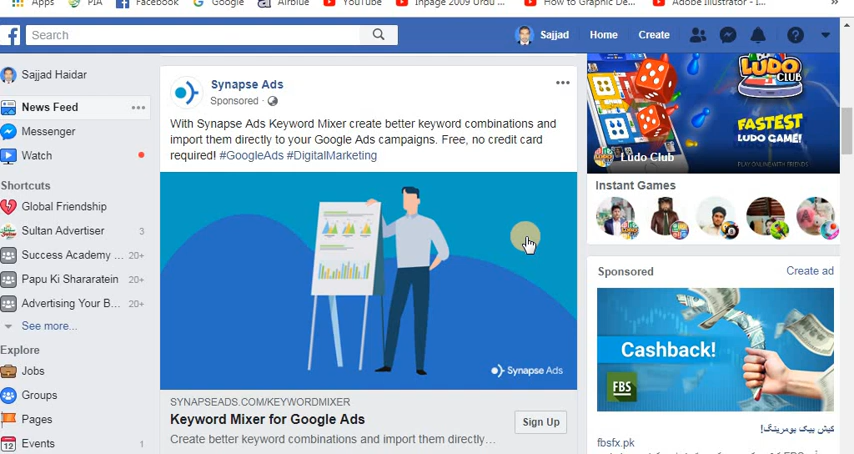 Apps
PIA
Facebook
Google
Airblue
YouTube
Inpage 2009 Urdu ...
How to Graphic De...
Adobe Illustrator - I...
»
Search
Sajjad
Home
Create
Sajjad Haidar
News Feed
Messenger
Watch
Shortcuts
Global Friendship
Sultan Advertiser 3
Success Academy ... 20+
Papu Ki Shararatein 20+
Advertising Your B... 20+
See more...
Explore
Jobs
Groups
Pages
Events 1
12
Synapse Ads
Sponsored ·
With Synapse Ads Keyword Mixer create better keyword combinations and
import them directly to your Google Ads campaigns. Free, no credit card
required! #GoogleAds #DigitalMarketing
Synapse Ads
SYNAPSEADS.COM/KEYWORDMIXER
Keyword Mixer for Google Ads
Sign Up
Create better keyword combinations and import them directly...
LUDO
CLUB
FASTEST
LUDO GAME!
Ludo Club
PLAY ONLINE WITH FRIENDS
Instant Games
Sponsored
Create ad
Cashback!
FBS
کیش بیک بومرینگ!
fbsfx.pk